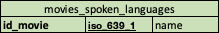 movies_spoken_languages
id_movie iso_639_1 name